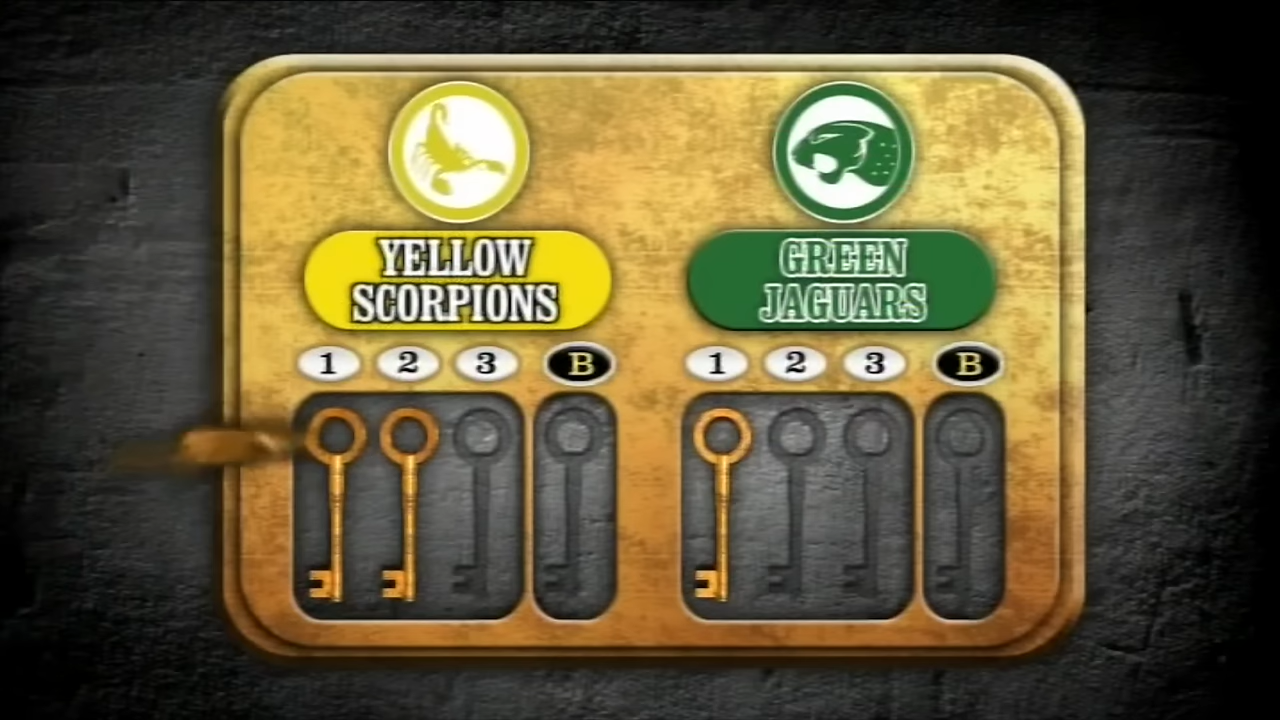 YELLOW
SCORPIONS
GREEN
JAGUARS
1 2 3 B
1 2 3 B